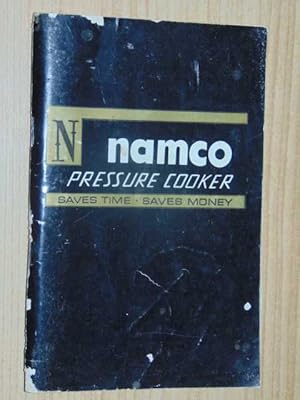 N namco
PRESSURE COOKER
SAVES TIME · SAVES MONEY